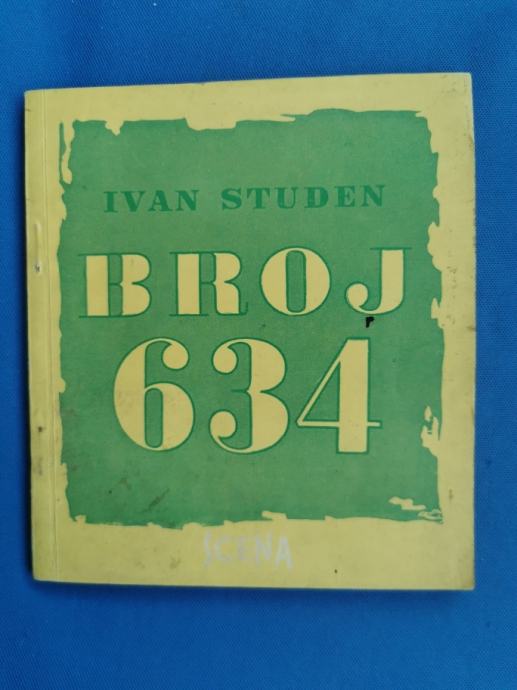 IVAN STUDEN
BROJ
634
SCENA